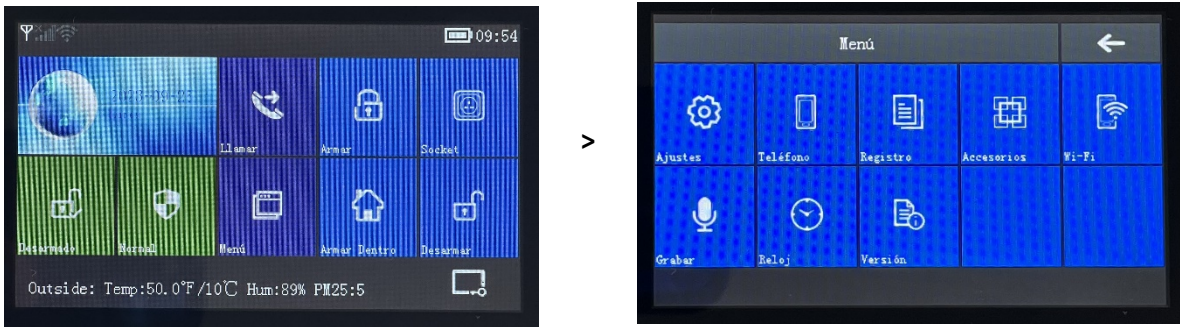 09:54
Llamar
Armar
Socket
Desarmado
Normal
Menú
Armar Dentro
Desarmar
Outside: Temp:50.0°F/10℃ Hum:89% PM25:5
>
Menú
Ajustes
Teléfono
Registro
Accesorios
Wi-Fi
Grabar
Reloj
Versión